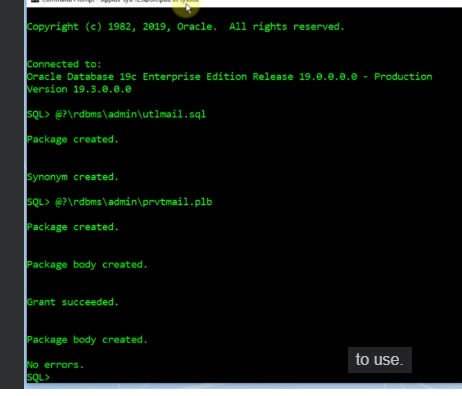 Copyright (c) 1982, 2019, Oracle.  All rights reserved.
Connected to:
Oracle Database 19c Enterprise Edition Release 19.0.0.0.0 - Production
Version 19.3.0.0.0
SQL> @?\rdbms\admin\utlmail.sql
Package created.
Synonym created.
SQL> @?\rdbms\admin\prvtmail.plb
Package created.
Package body created.
Grant succeeded.
Package body created.
to use.
No errors.
SQL>